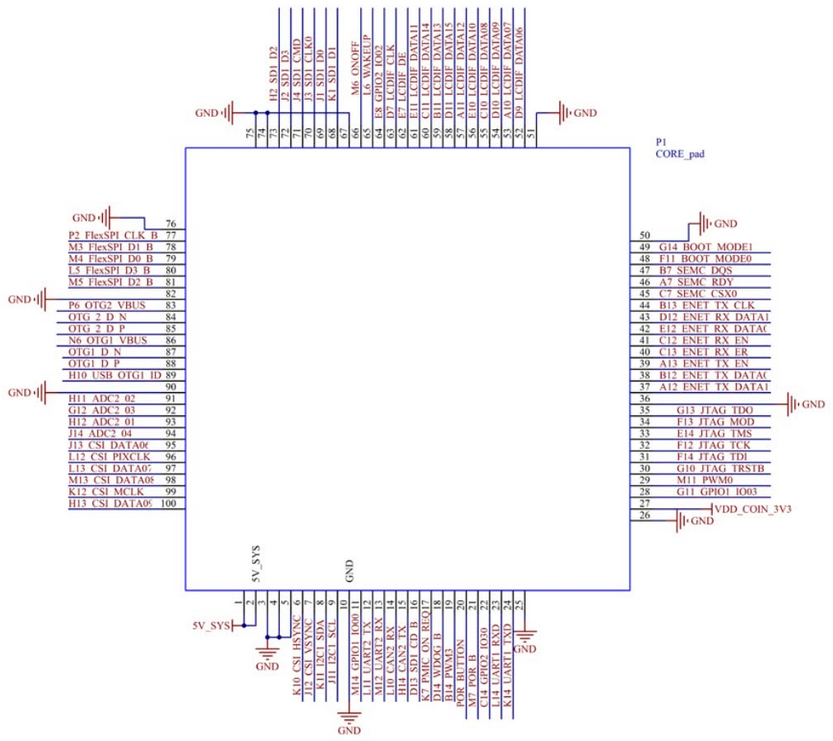 H2 SD1 D2
J2 SD1 D3
J4 SD1 CMD
J3 SD1 CLK0
J1 SD1 D0
K1 SD1 D1
M6 ONOFF
L6 WAKEUP
E8 GPIO2 IO02
D7 LCDIF CLK
E7 LCDIF DE
E11 LCDIF DATA11
C11 LCDIF DATA14
B11 LCDIF DATA13
D11 LCDIF DATA15
A11 LCDIF DATA12
E10 LCDIF DATA10
C10 LCDIF DATA08
D10 LCDIF DATA09
A10 LCDIF DATA07
D9 LCDIF DATA06
GND
GND
75
74
73
72
71
70
69
68
67
66
65
64
63
62
61
60
59
58
57
56
55
54
53
52
51
P1
CORE_pad
GND
76
P2 FlexSPI CLK B 77
M3 FlexSPI D1 B 78
M4 FlexSPI D0 B 79
L5 FlexSPI D3 B 80
M5 FlexSPI D2 B 81
GND 82
P6 OTG2 VBUS 83
OTG 2 D N 84
OTG 2 D P 85
N6 OTG1 VBUS 86
OTG1 D N 87
OTG1 D P 88
H10 USB OTG1 ID 89
GND 90
H11 ADC2 02 91
G12 ADC2 03 92
H12 ADC2 01 93
J14 ADC2 04 94
J13 CSI DATA06 95
L12 CSI PIXCLK 96
L13 CSI DATA07 97
M13 CSI DATA08 98
K12 CSI MCLK 99
H13 CSI DATA09 100
GND
50
49 G14 BOOT MODE1
48 F11 BOOT MODE0
47 B7 SEMC DQS
46 A7 SEMC RDY
45 C7 SEMC CSX0
44 B13 ENET TX CLK
43 D12 ENET RX DATA1
42 E12 ENET RX DATA0
41 C12 ENET RX EN
40 C13 ENET RX ER
39 A13 ENET TX EN
38 B12 ENET TX DATA0
37 A12 ENET TX DATA1
36 GND
35 G13 JTAG TDO
34 F13 JTAG MOD
33 E14 JTAG TMS
32 F12 JTAG TCK
31 F14 JTAG TDI
30 G10 JTAG TRSTB
29 M11 PWM0
28 G11 GPIO1 IO03
27 VDD_COIN_3V3
26 GND
5V_SYS
GND
1
2
3
4
5
6
7
8
9
10
11
12
13
14
15
16
17
18
19
20
21
22
23
24
25
5V_SYS
GND
K10 CSI HSYNC
J12 CSI VSYNC
K11 I2C1 SDA
J11 I2C1 SCL
GND
M14 GPIO1 IO00
L11 UART2 TX
M12 UART2 RX
L10 CAN2 RX
H14 CAN2 TX
D13 SD1 CD B
K7 PMIC ON REQ
D14 WDOG B
B14 PWM3
POR BUTTON
M7 POR B
C14 GPIO2 IO30
L14 UART1 RXD
K14 UART1 TXD
GND